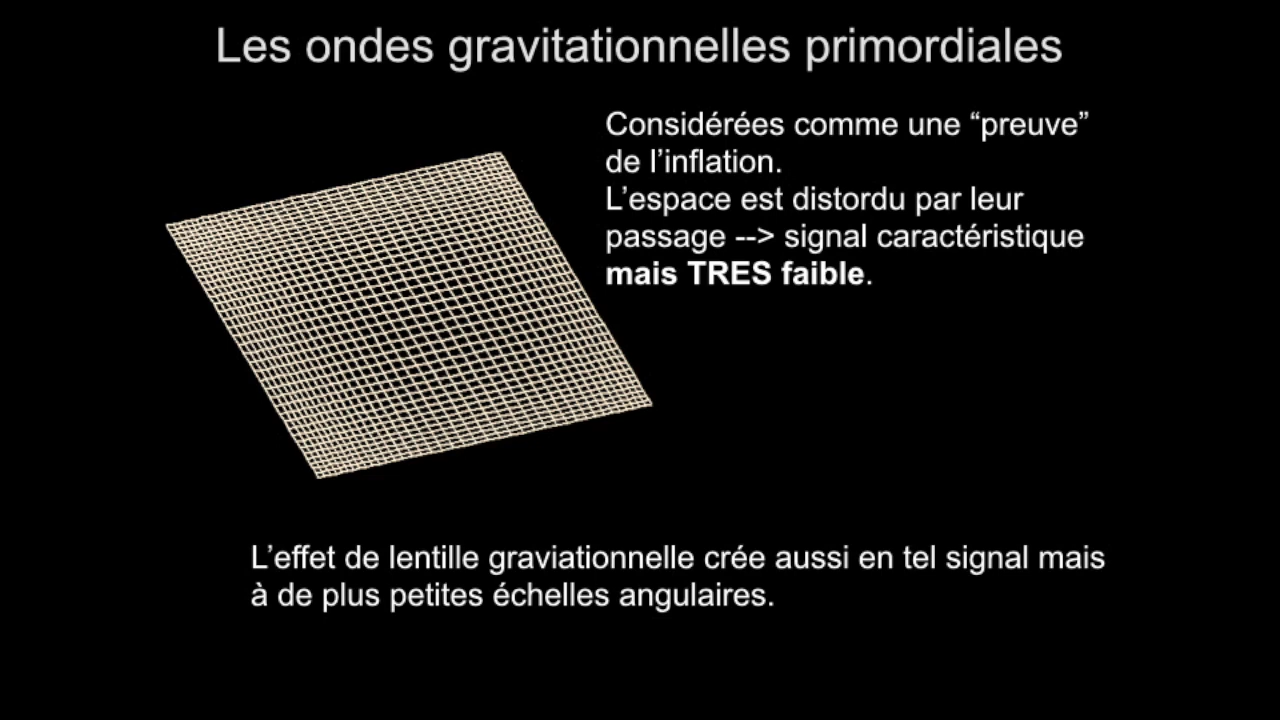 Les ondes gravitationnelles primordiales
Considérées comme une “preuve”
de l’inflation.
L’espace est distordu par leur
passage --> signal caractéristique
mais TRES faible.
L’effet de lentille graviationnelle crée aussi en tel signal mais
à de plus petites échelles angulaires.